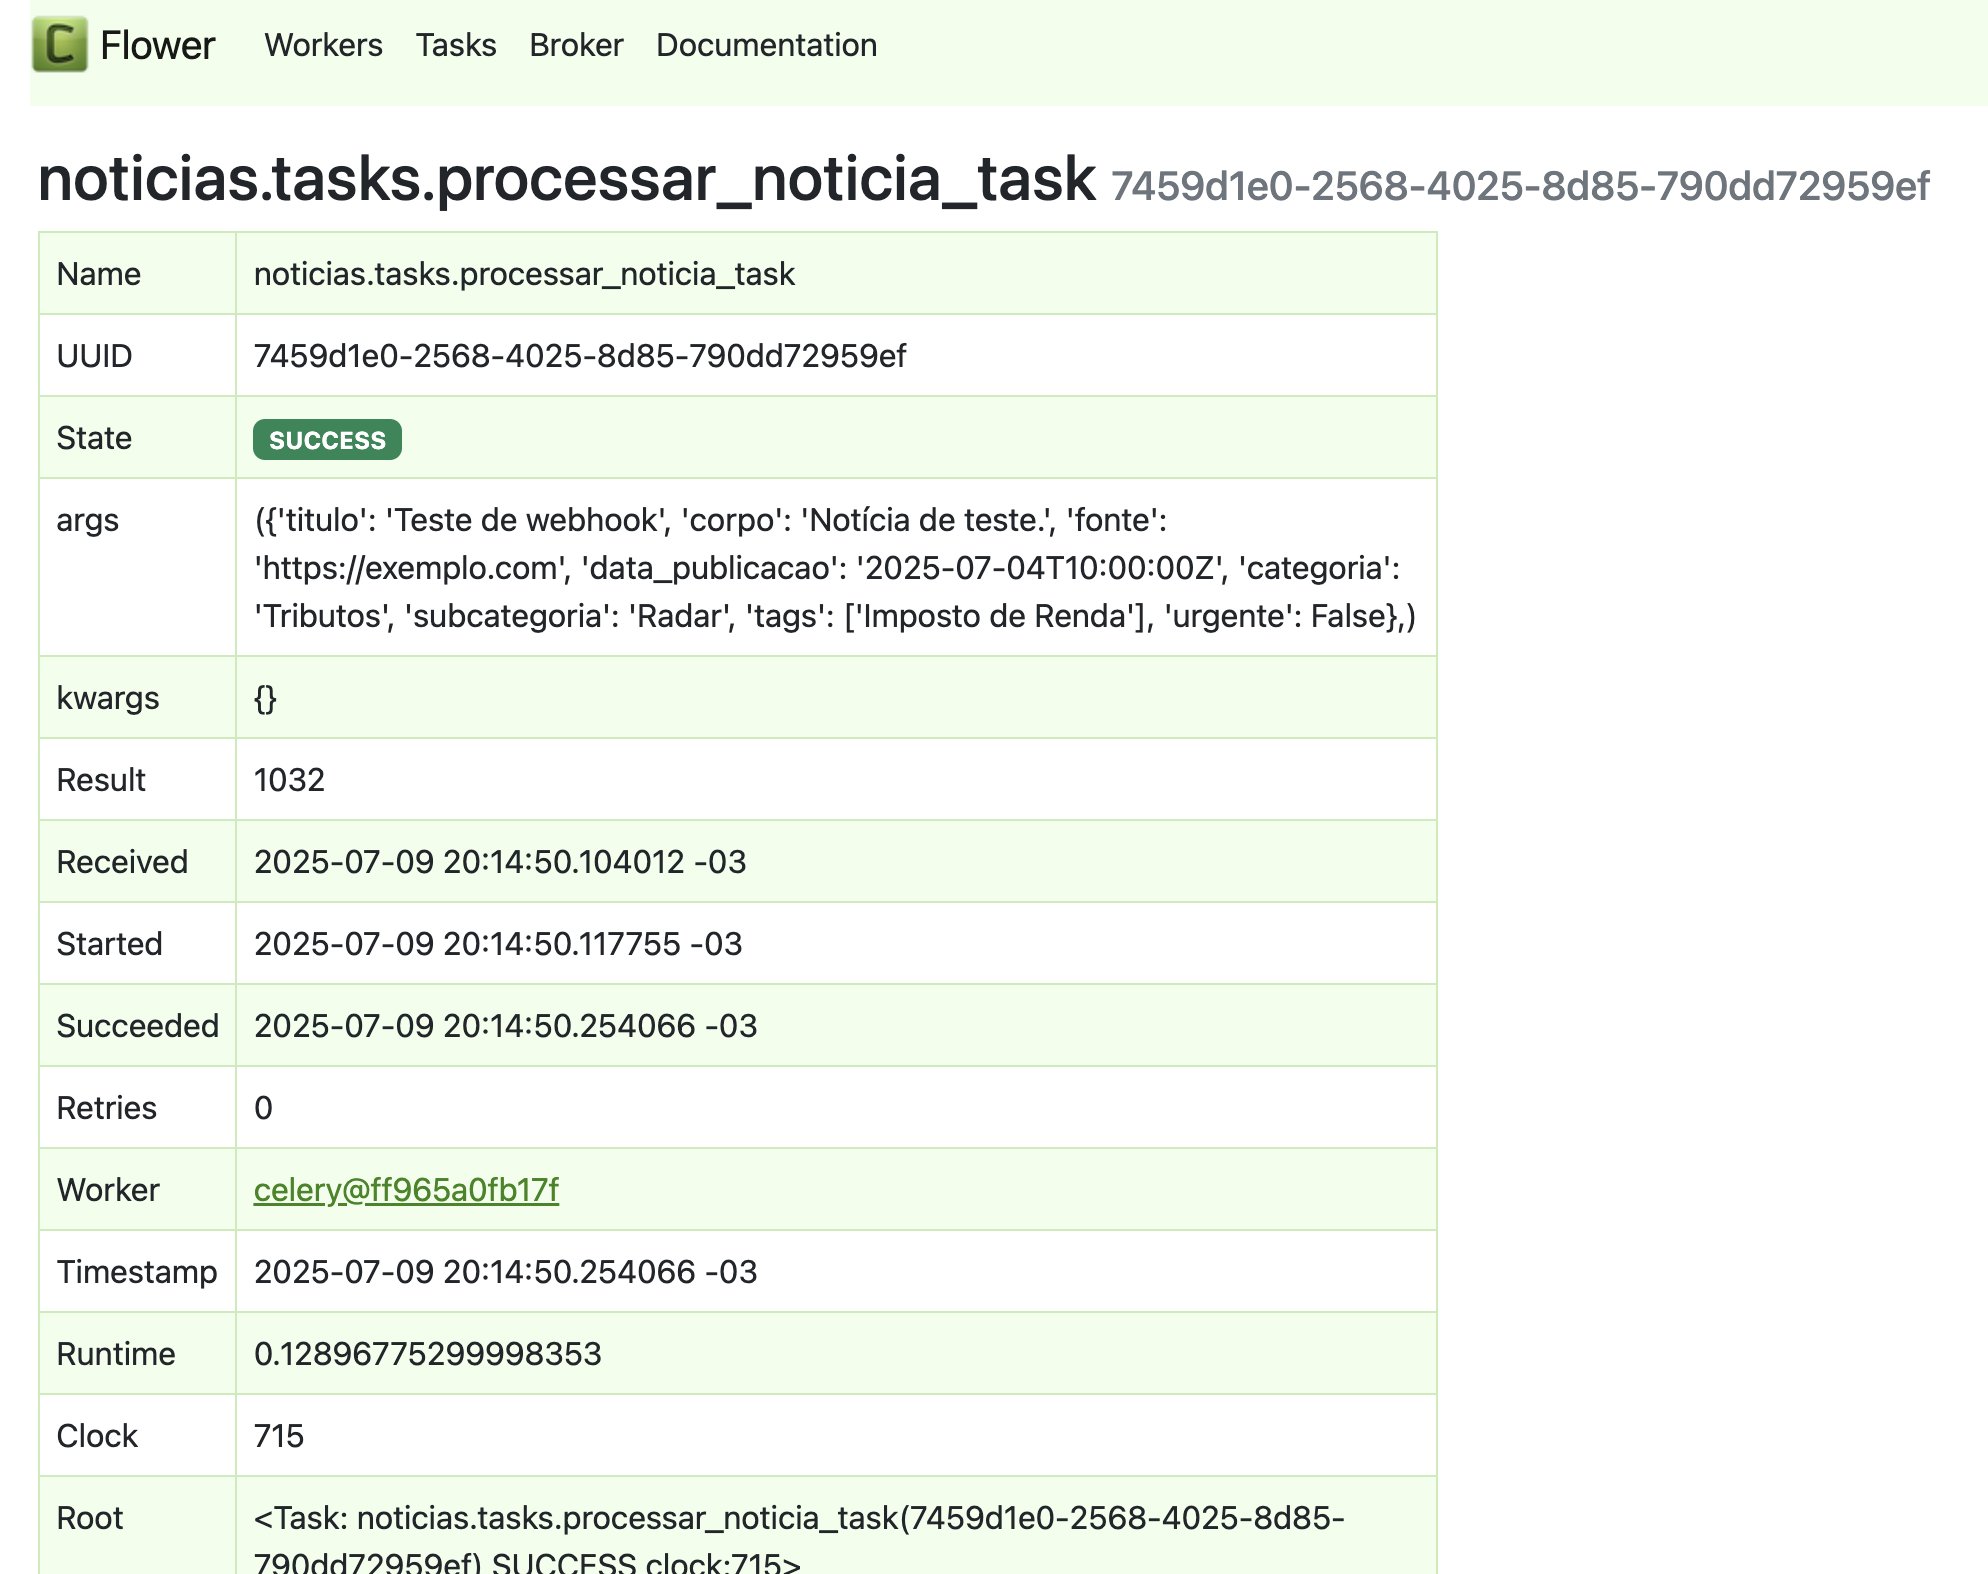 Flower Workers Tasks Broker Documentation
noticias.tasks.processar_noticia_task 7459d1e0-2568-4025-8d85-790dd72959ef
Name noticias.tasks.processar_noticia_task
UUID 7459d1e0-2568-4025-8d85-790dd72959ef
State SUCCESS
args ({'titulo': 'Teste de webhook', 'corpo': 'Notícia de teste.', 'fonte':
'https://exemplo.com', 'data_publicacao': '2025-07-04T10:00:00Z', 'categoria':
'Tributos', 'subcategoria': 'Radar', 'tags': ['Imposto de Renda'], 'urgente': False},)
kwargs {}
Result 1032
Received 2025-07-09 20:14:50.104012 -03
Started 2025-07-09 20:14:50.117755 -03
Succeeded 2025-07-09 20:14:50.254066 -03
Retries 0
Worker celery@ff965a0fb17f
Timestamp 2025-07-09 20:14:50.254066 -03
Runtime 0.12896775299998353
Clock 715
Root <Task: noticias.tasks.processar_noticia_task(7459d1e0-2568-4025-8d85-
790dd72959ef) SUCCESS clock:715>